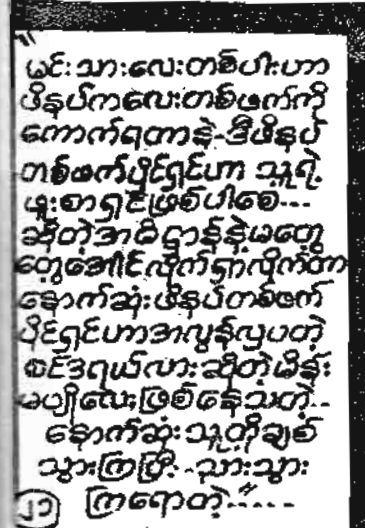 "
မင်းသားလေးတစ်ပါးဟာ
ဖိနပ်ကလေးတစ်ဖက်ကို
ကောက်ရတာနဲ့ ဒီဖိနပ်
တစ်ဖက်ပိုင်ရှင်ဟာ သူ့ရဲ့
ဖူးစာရှင်ဖြစ်ပါစေ---
ဆိုတဲ့အဓိဋ္ဌာန်နဲ့မတွေ့
တွေ့အောင်လိုက်ရှာလိုက်တာ
နောက်ဆုံးဖိနပ်တစ်ဖက်
ပိုင်ရှင်ဟာအလွန်လှပတဲ့
စင်ဒရယ်လားဆိုတဲ့မိန်း
မပျိုလေးဖြစ်နေသတဲ့--
နောက်ဆုံးသူတို့ချစ်
သွားကြပြီး--ညားသွား
ကြရောတဲ့"-----